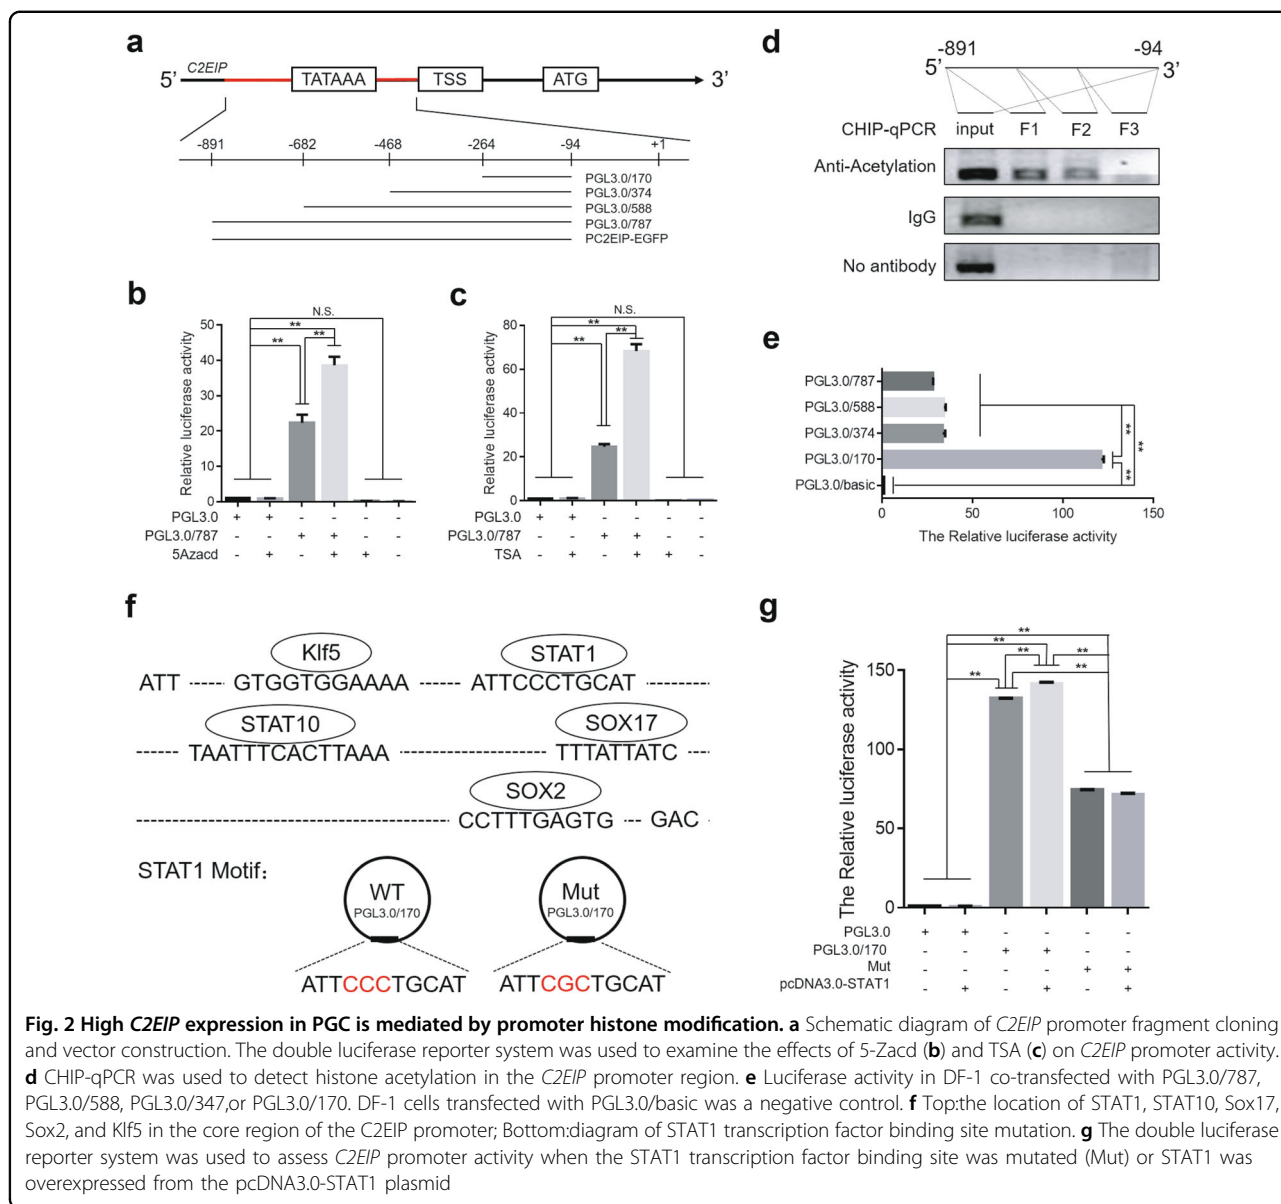 a
5’ C2EIP TATAAA TSS ATG 3’
-891 -682 -468 -264 -94 +1
PGL3.0/170
PGL3.0/374
PGL3.0/588
PGL3.0/787
PC2EIP-EGFP
b
N.S.
**
** **
Relative luciferase activity
50
40
30
20
10
0
PGL3.0 + + - - - -
PGL3.0/787 - - + + - -
5Azacd - + - + + -
c
N.S.
**
** **
Relative luciferase activity
80
60
40
20
0
PGL3.0 + + - - - -
PGL3.0/787 - - + + - -
TSA - + - + + -
d
-891 -94
5’ 3’
CHIP-qPCR input F1 F2 F3
Anti-Acetylation
IgG
No antibody
e
PGL3.0/787
PGL3.0/588
PGL3.0/374
PGL3.0/170
PGL3.0/basic
** ** **
0 50 100 150
The Relative luciferase activity
f
Klf5 STAT1
ATT GTGGTGGAAAA ATTCCCTGCAT
STAT10 SOX17
TAATTTCACTTAAA TTTATTATC
SOX2
CCTTTGAGTG GAC
STAT1 Motif:
WT Mut
PGL3.0/170 PGL3.0/170
ATTCCCTGCAT ATTCGCTGCAT
g
**
**
** **
** **
The Relative luciferase activity
150
100
50
0
PGL3.0 + + - - - -
PGL3.0/170 - - + + - -
Mut - - - - + +
pcDNA3.0-STAT1 - + - + - +
Fig. 2 High C2EIP expression in PGC is mediated by promoter histone modification. a Schematic diagram of C2EIP promoter fragment cloning
and vector construction. The double luciferase reporter system was used to examine the effects of 5-Zacd (b) and TSA (c) on C2EIP promoter activity.
d CHIP-qPCR was used to detect histone acetylation in the C2EIP promoter region. e Luciferase activity in DF-1 co-transfected with PGL3.0/787,
PGL3.0/588, PGL3.0/347,or PGL3.0/170. DF-1 cells transfected with PGL3.0/basic was a negative control. f Top:the location of STAT1, STAT10, Sox17,
Sox2, and Klf5 in the core region of the C2EIP promoter; Bottom:diagram of STAT1 transcription factor binding site mutation. g The double luciferase
reporter system was used to assess C2EIP promoter activity when the STAT1 transcription factor binding site was mutated (Mut) or STAT1 was
overexpressed from the pcDNA3.0-STAT1 plasmid